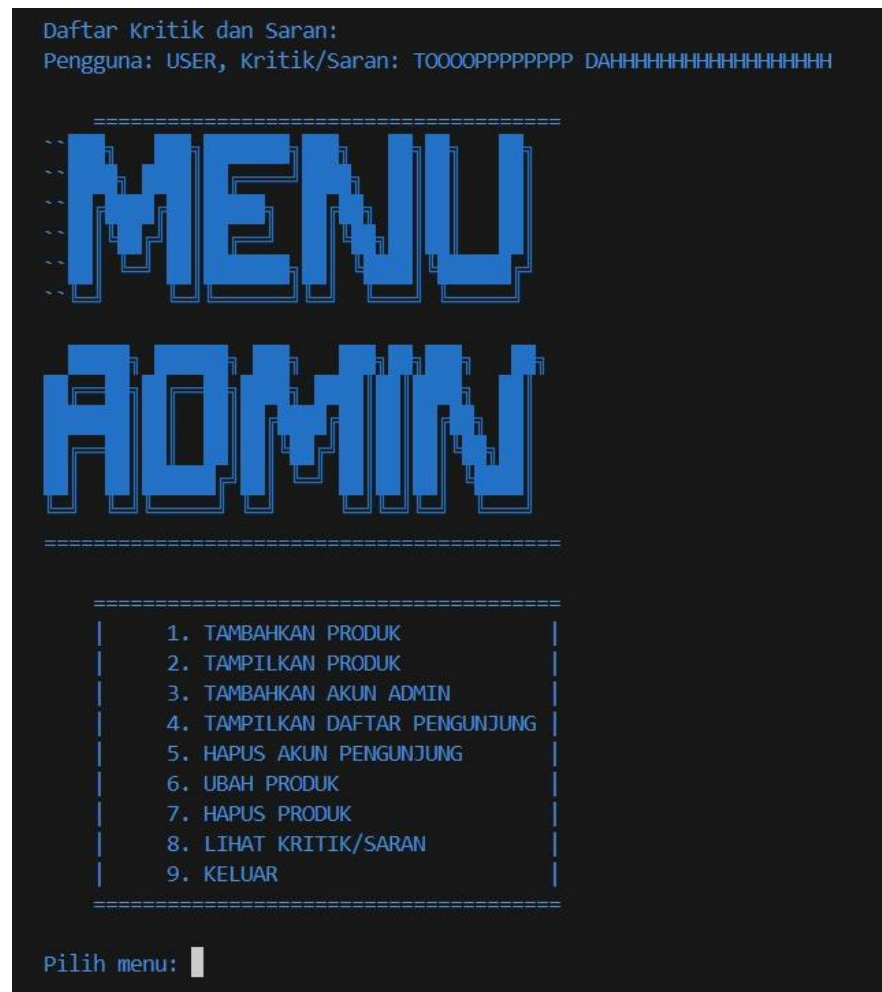 Daftar Kritik dan Saran:
Pengguna: USER, Kritik/Saran: TOOOOPPPPPPPP DAHHHHHHHHHHHHHHHHHH
=====================================
MENU
ADMIN
==========================================
=====================================
| 1. TAMBAHKAN PRODUK |
| 2. TAMPILKAN PRODUK |
| 3. TAMBAHKAN AKUN ADMIN |
| 4. TAMPILKAN DAFTAR PENGUNJUNG |
| 5. HAPUS AKUN PENGUNJUNG |
| 6. UBAH PRODUK |
| 7. HAPUS PRODUK |
| 8. LIHAT KRITIK/SARAN |
| 9. KELUAR |
=====================================
Pilih menu: